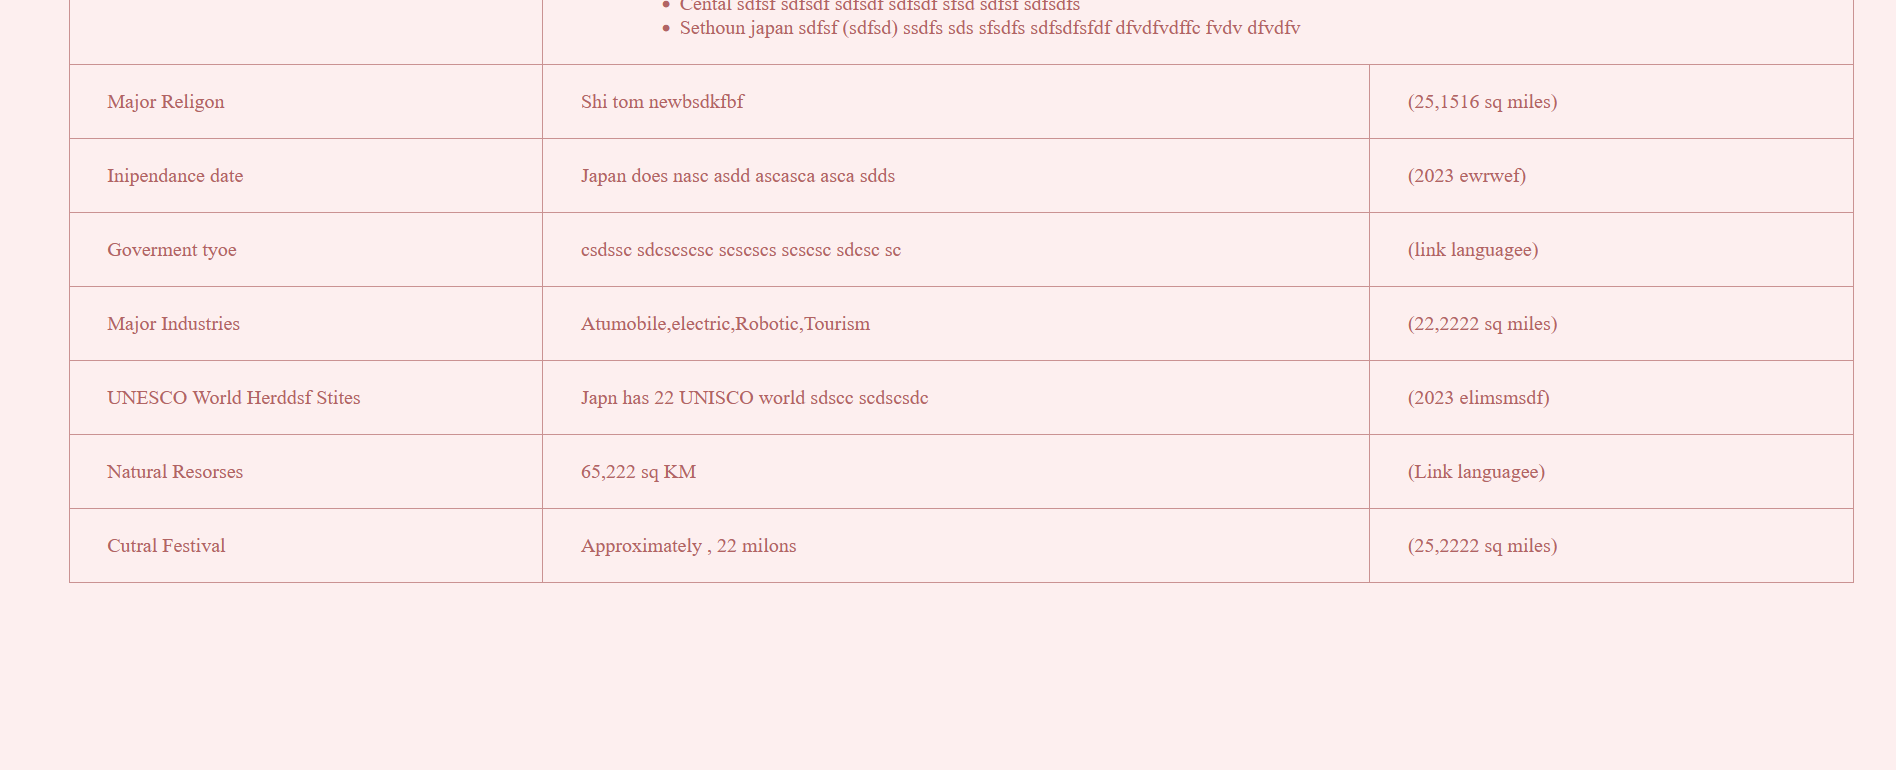 Cental sdfsf sdfsdf sdfsdf sdfsdf sfsd sdfsf sdfsdfs
Sethoun japan sdfsf (sdfsd) ssdfs sds sfsdfs sdfsdfsfdf dfvdfvdffc fvdv dfvdfv
Major Religon Shi tom newbsdkfbf (25,1516 sq miles)
Inipendance date Japan does nasc asdd ascasca asca sdds (2023 ewrwef)
Goverment tyoe csdssc sdcscscsc scscscs scscsc sdcsc sc (link languagee)
Major Industries Atumobile,electric,Robotic,Tourism (22,2222 sq miles)
UNESCO World Herddsf Stites Japn has 22 UNISCO world sdscc scdscsdc (2023 elimsmsdf)
Natural Resorses 65,222 sq KM (Link languagee)
Cutral Festival Approximately , 22 milons (25,2222 sq miles)